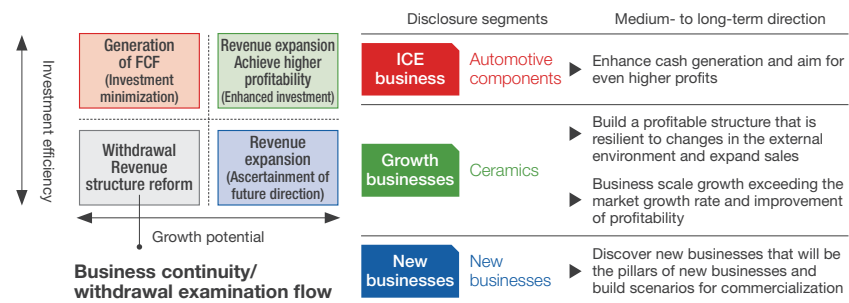 Disclosure segments
Medium- to long-term direction
Investment efficiency
Generation
of FCF
(Investment
minimization)
Revenue expansion
Achieve higher
profitability
(Enhanced investment)
Withdrawal
Revenue
structure reform
Revenue
expansion
(Ascertainment of
future direction)
Growth potential
Business continuity/
withdrawal examination flow
ICE
business
Automotive
components
Enhance cash generation and aim for
even higher profits
Growth
businesses
Ceramics
Build a profitable structure that is
resilient to changes in the external
environment and expand sales
Business scale growth exceeding the
market growth rate and improvement
of profitability
New
businesses
New
businesses
Discover new businesses that will be
the pillars of new businesses and
build scenarios for commercialization